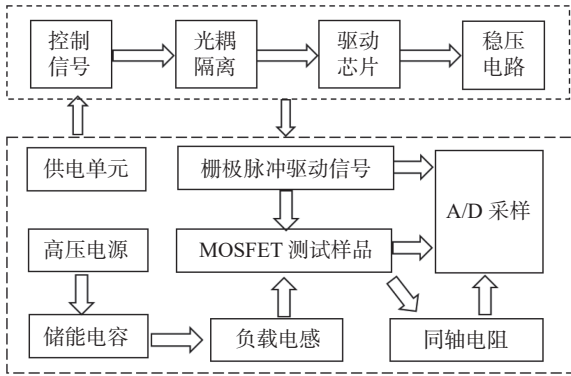 控制
信号
光耦
隔离
驱动
芯片
稳压
电路
供电单元
栅极脉冲驱动信号
A/D 采样
高压电源
MOSFET 测试样品
储能电容
负载电感
同轴电阻